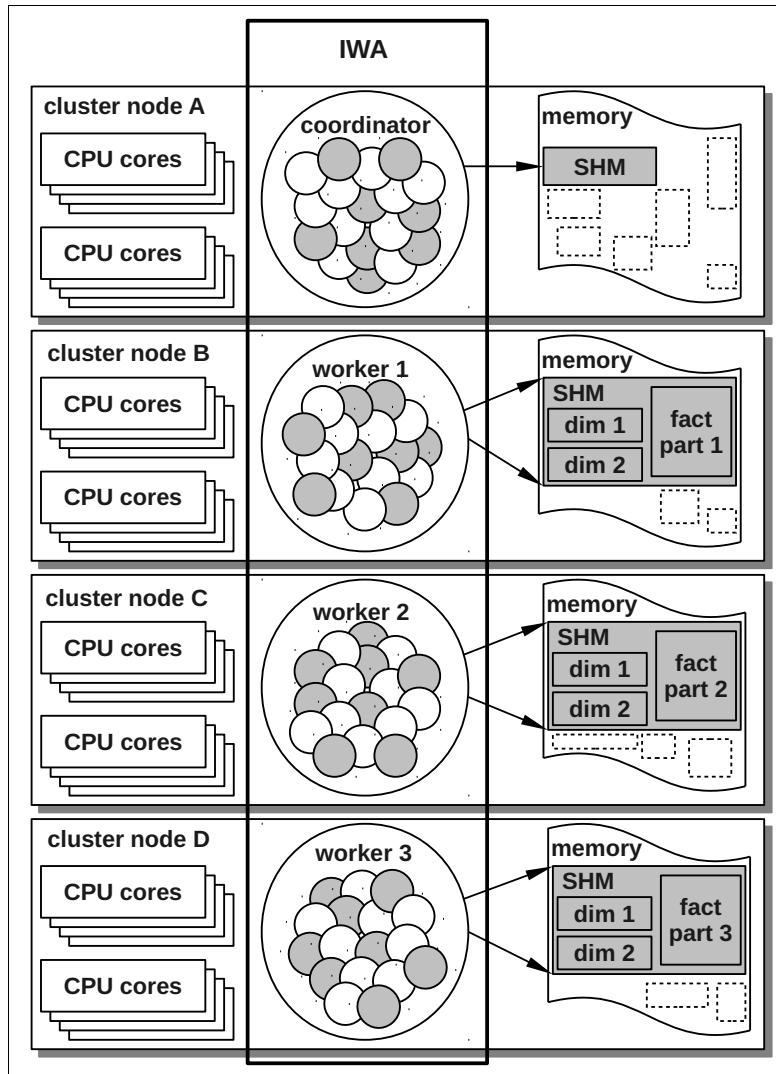 IWA
cluster node A
CPU cores
CPU cores
coordinator
memory
SHM
cluster node B
CPU cores
CPU cores
worker 1
memory
SHM
dim 1
dim 2
fact
part 1
cluster node C
CPU cores
CPU cores
worker 2
memory
SHM
dim 1
dim 2
fact
part 2
cluster node D
CPU cores
CPU cores
worker 3
memory
SHM
dim 1
dim 2
fact
part 3